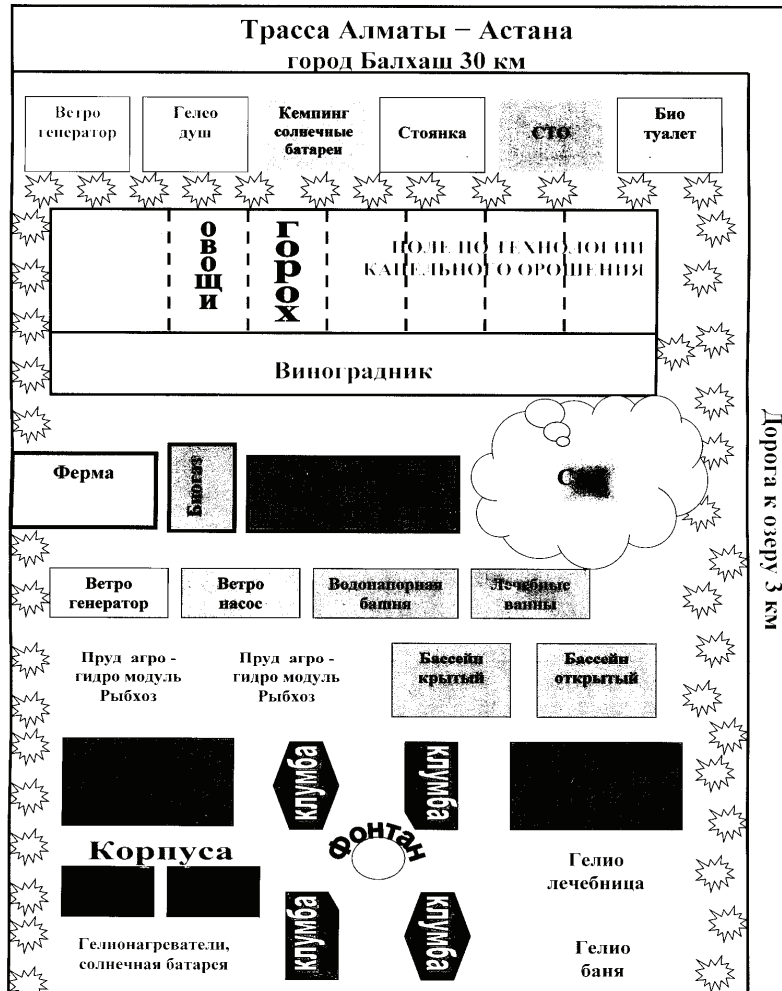 Трасса Алматы – Астана
город Балхаш 30 км
Ветро
генератор
Гелео
душ
Кемпинг
солнечные
батареи
Стоянка
СТО
Био
туалет
овощи
горох
ПОЛЕ ПО ТЕХНОЛОГИИ
КАПЕЛЬНОГО ОРОШЕНИЯ
Виноградник
Дорога к озеру 3 км
Ферма
Биогаз
Ветро
генератор
Ветро
насос
Водонапорная
башня
Лечебные
ванны
Пруд агро -
гидро модуль
Рыбхоз
Пруд агро -
гидро модуль
Рыбхоз
Бассейн
крытый
Бассейн
открытый
клумба
клумба
Фонтан
Корпуса
Гелио
лечебница
клумба
клумба
Гелионагреватели,
солнечная батарея
Гелио
баня